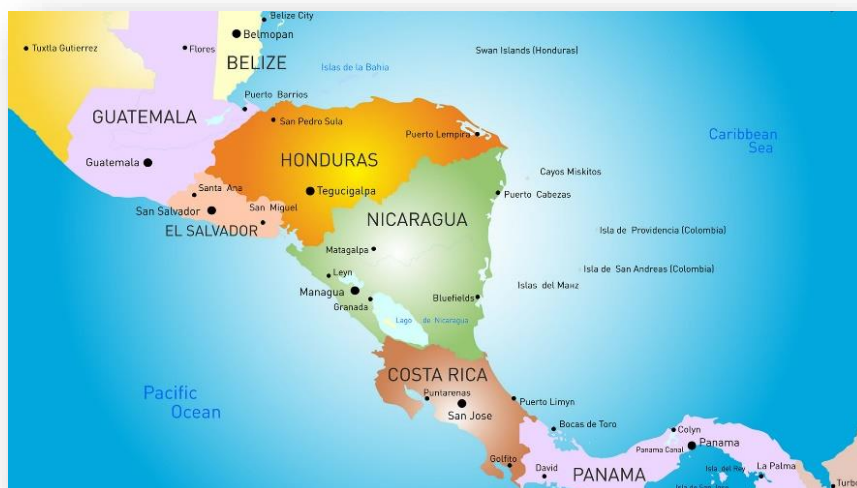 Belize City
Belmopan
Tuxtla Gutierrez
Flores
BELIZE
Swan Islands (Honduras)
Islas de la Bahia
Puerto Barrios
GUATEMALA
San Pedro Sula
Puerto Lempira
Caribbean
Sea
Guatemala
HONDURAS
Cayos Miskitos
Santa Ana
Tegucigalpa
Puerto Cabezas
San Salvador
San Miguel
NICARAGUA
EL SALVADOR
Isla de Providencia (Colombia)
Matagalpa
Leyn
Isla de San Andreas (Colombia)
Managua
Islas del Maiz
Granada
Bluefields
Lago de Nicaragua
COSTA RICA
Pacific
Ocean
Puntarenas
San Jose
Puerto Limyn
Bocas de Toro
Colyn
Panama Canal
Panama
Golfito
David
PANAMA
Isla del Rey
La Palma
Turbo